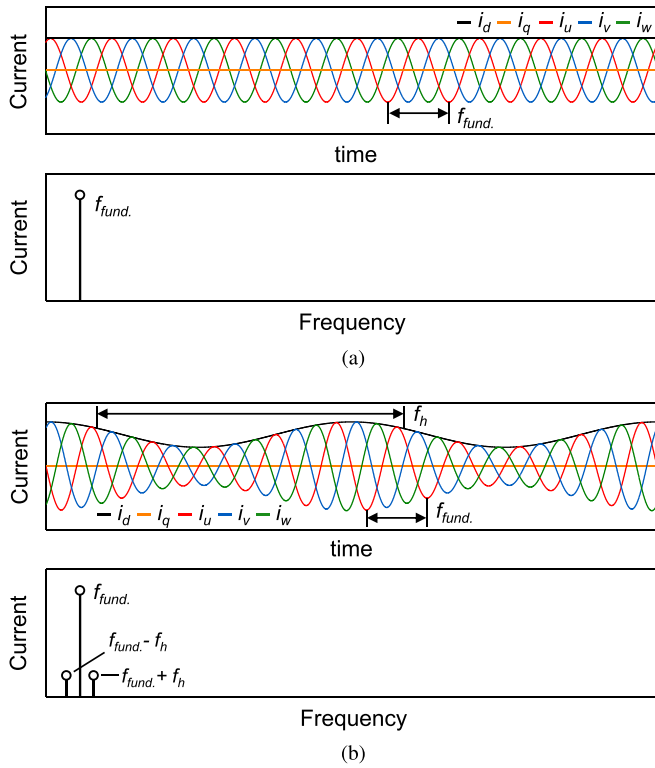 i_d i_q i_u i_v i_w
Current
f_fund.
time
Current
f_fund.
Frequency
(a)
Current
f_h
i_d i_q i_u i_v i_w
f_fund.
time
Current
f_fund.
f_fund. - f_h
f_fund. + f_h
Frequency
(b)